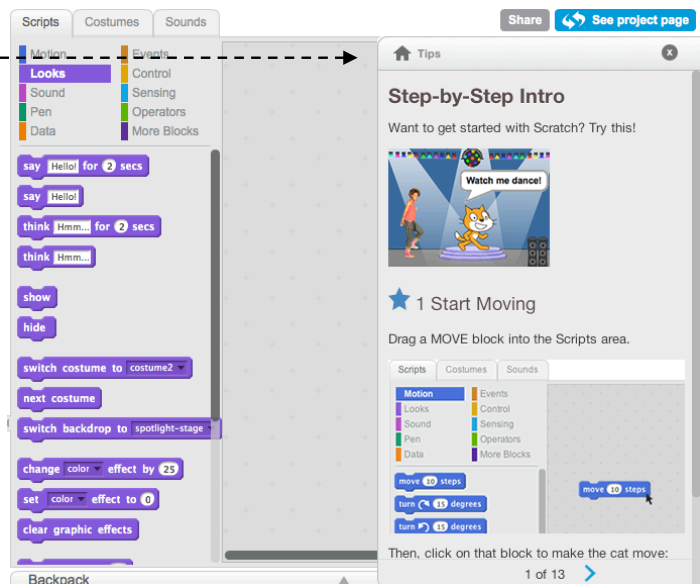 Scripts Costumes Sounds
Share See project page
Motion Events
Looks Control
Sound Sensing
Pen Operators
Data More Blocks
say Hello! for 2 secs
say Hello!
think Hmm... for 2 secs
think Hmm...
show
hide
switch costume to costume2
next costume
switch backdrop to spotlight-stage
change color effect by 25
set color effect to 0
clear graphic effects
Backpack
Tips
Step-by-Step Intro
Want to get started with Scratch? Try this!
Watch me dance!
1 Start Moving
Drag a MOVE block into the Scripts area.
Scripts Costumes Sounds
Motion Events
Looks Control
Sound Sensing
Pen Operators
Data More Blocks
move 10 steps
turn 15 degrees
turn 15 degrees
move 10 steps
Then, click on that block to make the cat move:
1 of 13